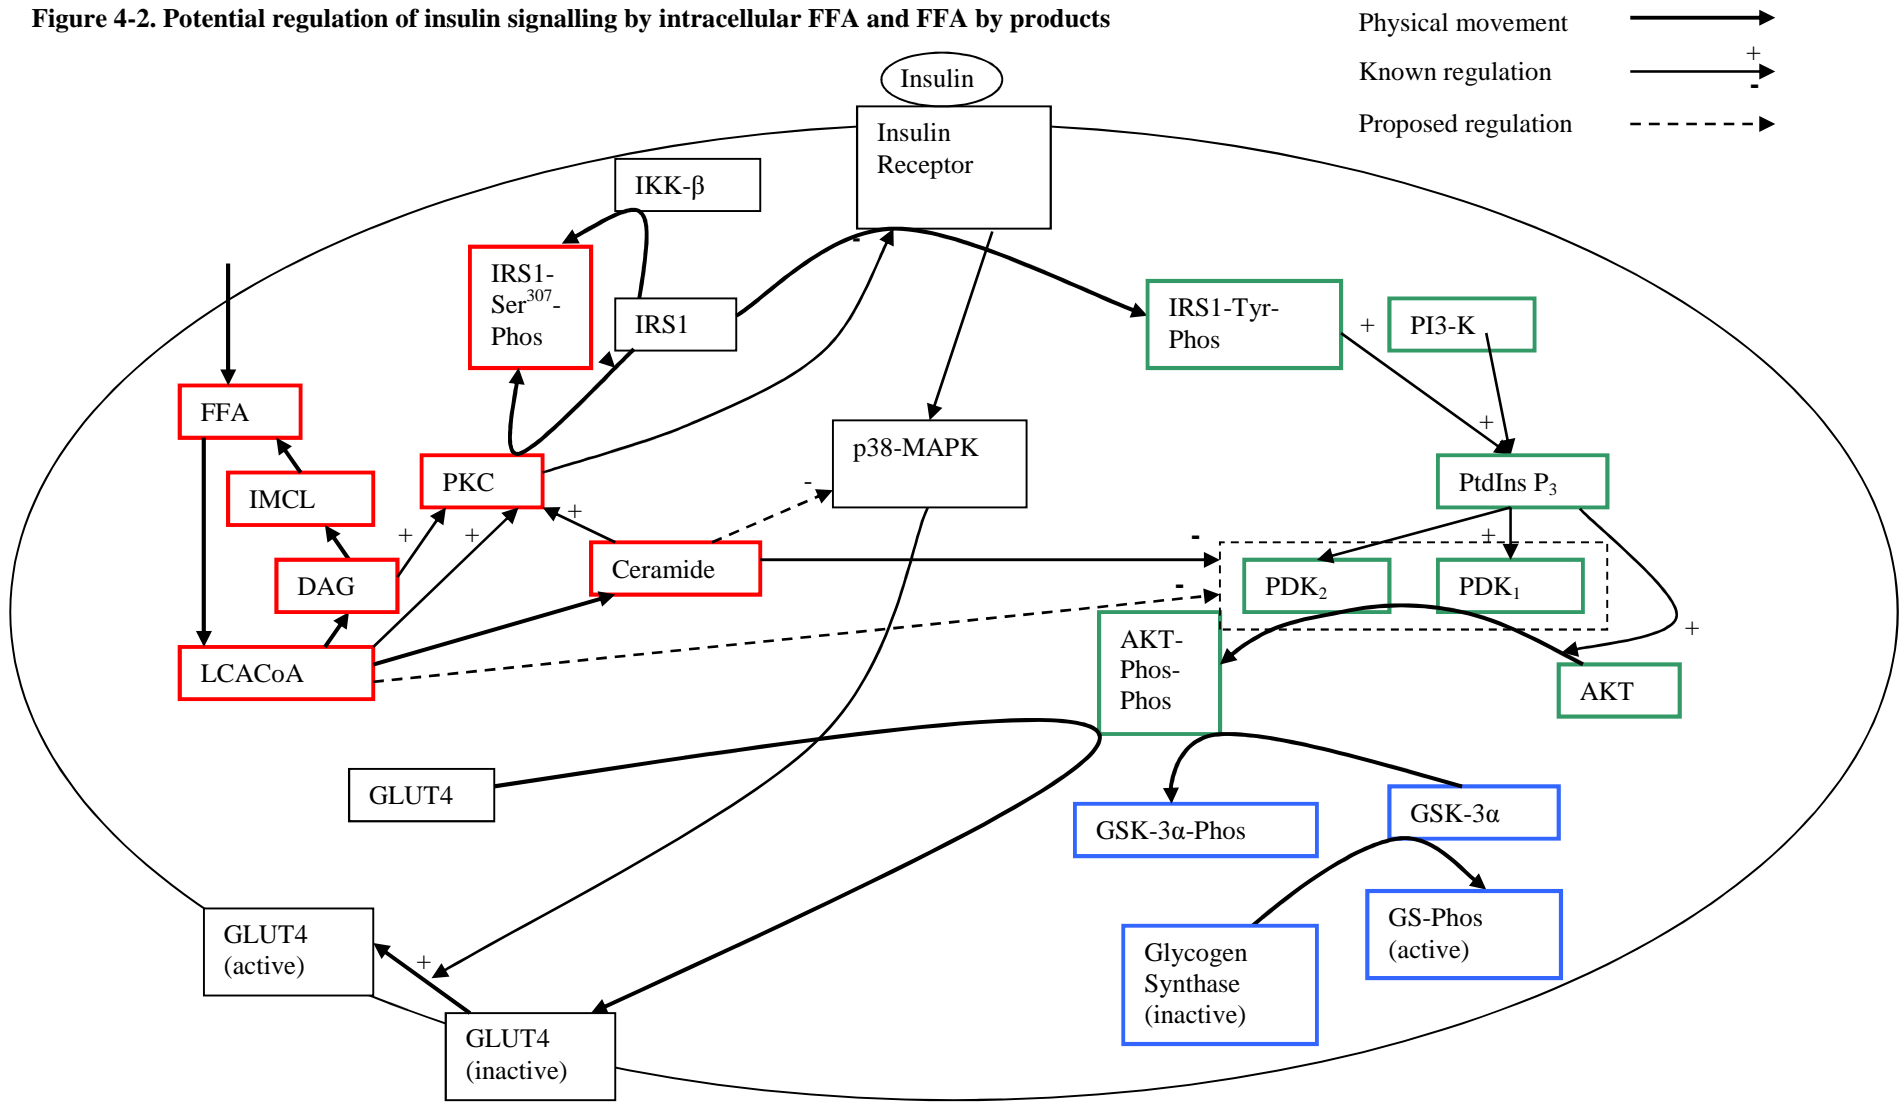 Figure 4-2. Potential regulation of insulin signalling by intracellular FFA and FFA by products
Physical movement
+
Known regulation
-
Proposed regulation
Insulin
Insulin
Receptor
IKK-β
-
IRS1-
Ser³⁰⁷-
Phos
IRS1
IRS1-Tyr-
Phos
+
PI3-K
FFA
+
p38-MAPK
IMCL
PKC
-
PtdIns P₃
+
+
+
-
+
Ceramide
DAG
-
PDK₂
PDK₁
+
LCACoA
AKT-
Phos-
Phos
AKT
GLUT4
GSK-3α-Phos
GSK-3α
GLUT4
(active)
+
GS-Phos
(active)
Glycogen
Synthase
(inactive)
GLUT4
(inactive)